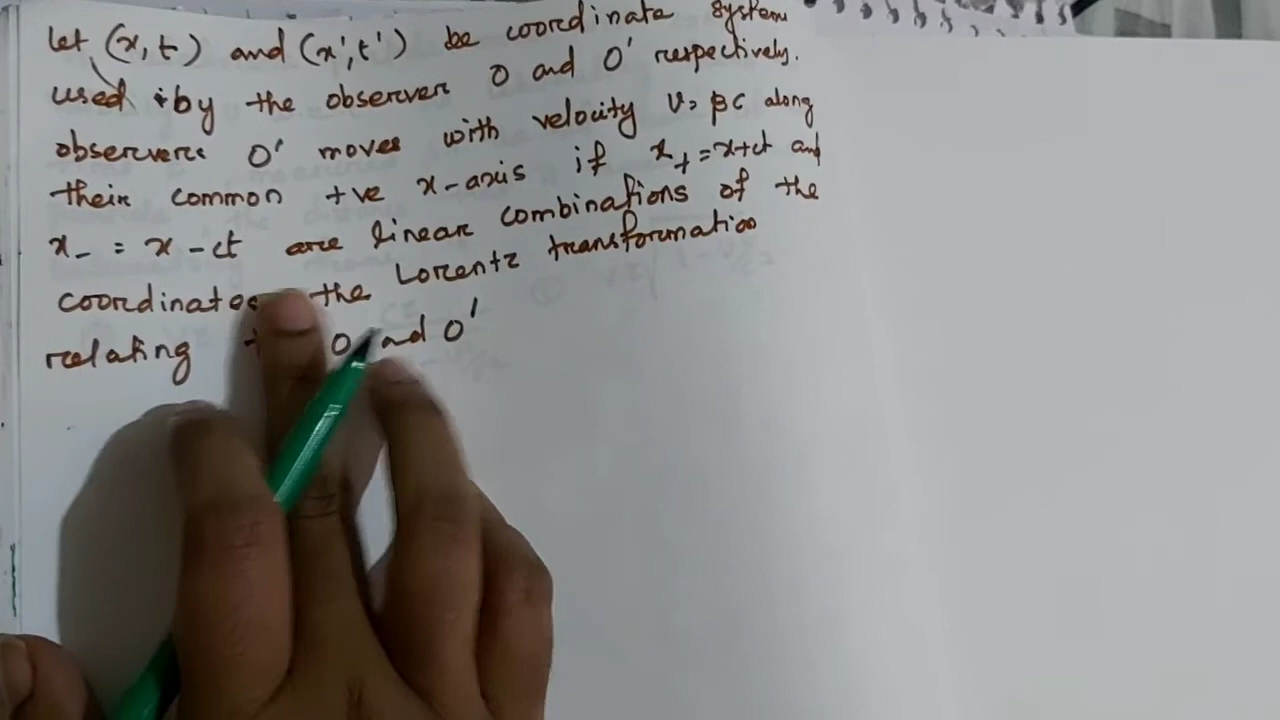 let (x,t) and (x',t') be coordinate system
used by the observer O and O' respectively.
observer O' moves with velocity v = βc along
their common +ve x-axis if x₊ = x+ct and
x₋ = x - ct are linear combinations of the
coordinates the Lorentz transformation
relating O and O'